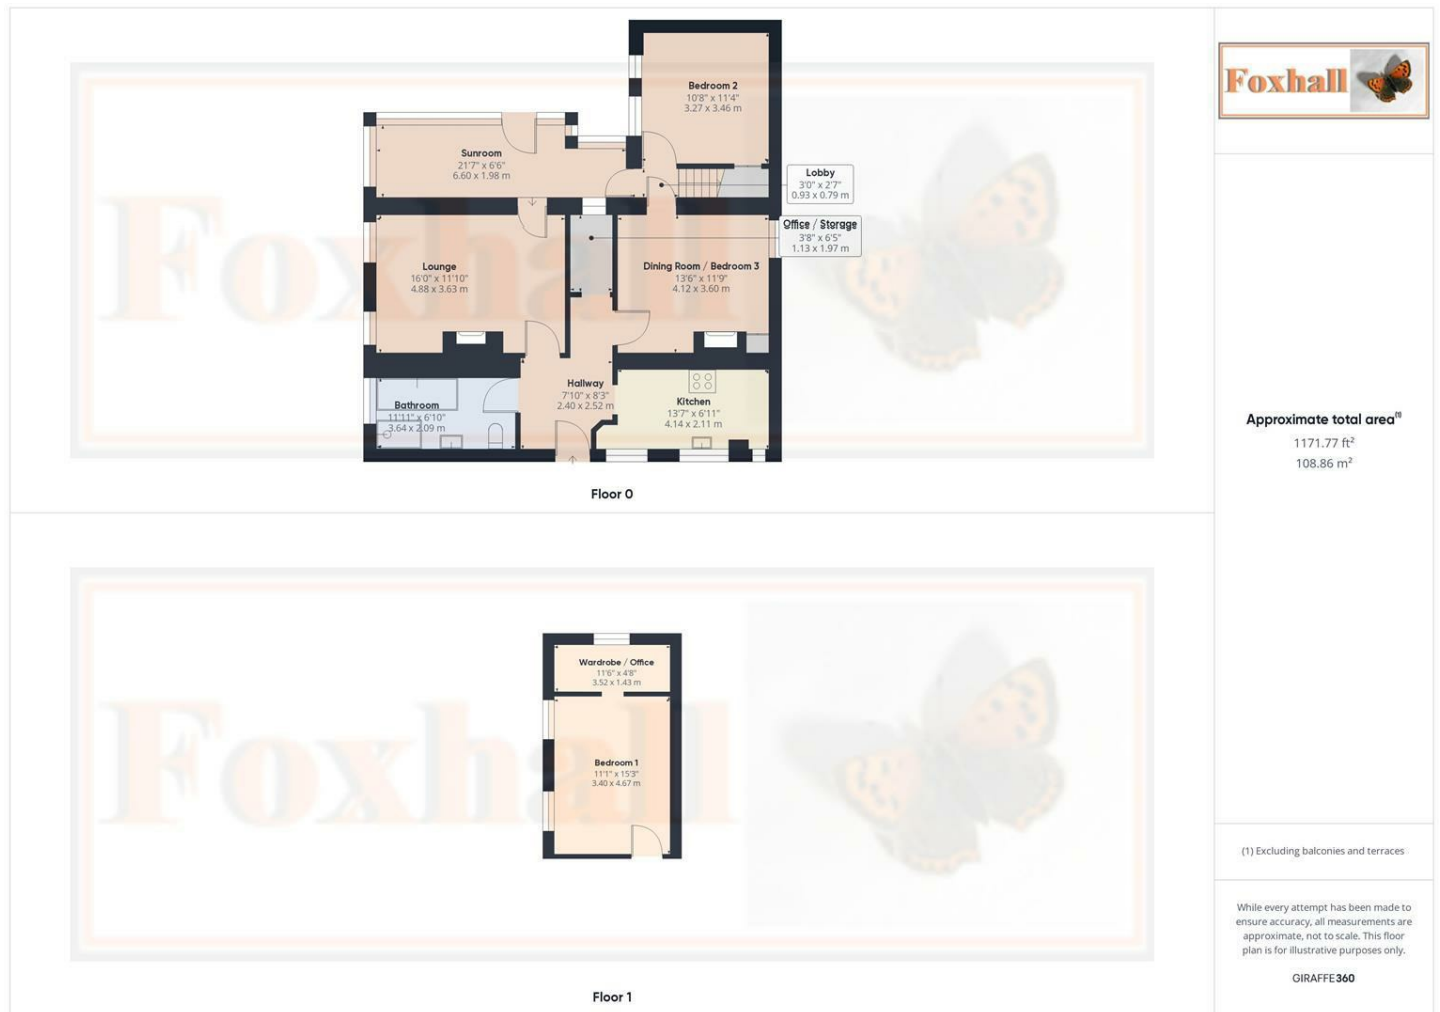 Foxhall
Bedroom 2
10'8" x 11'4"
3.27 x 3.46 m
Sunroom
21'7" x 6'6"
6.60 x 1.98 m
Lobby
3'0" x 2'7"
0.93 x 0.79 m
Office / Storage
3'8" x 6'5"
1.13 x 1.97 m
Lounge
16'0" x 11'10"
4.88 x 3.63 m
Dining Room / Bedroom 3
13'6" x 11'9"
4.12 x 3.60 m
Hallway
7'10" x 8'3"
2.40 x 2.52 m
Bathroom
11'11" x 6'10"
3.64 x 2.09 m
Kitchen
13'7" x 6'11"
4.14 x 2.11 m
Floor 0
Foxhall
Wardrobe / Office
11'6" x 4'8"
3.52 x 1.43 m
Bedroom 1
11'1" x 15'3"
3.40 x 4.67 m
Floor 1
Foxhall
Approximate total area(1)
1171.77 ft²
108.86 m²
(1) Excluding balconies and terraces
While every attempt has been made to
ensure accuracy, all measurements are
approximate, not to scale. This floor
plan is for illustrative purposes only.
GIRAFFE360